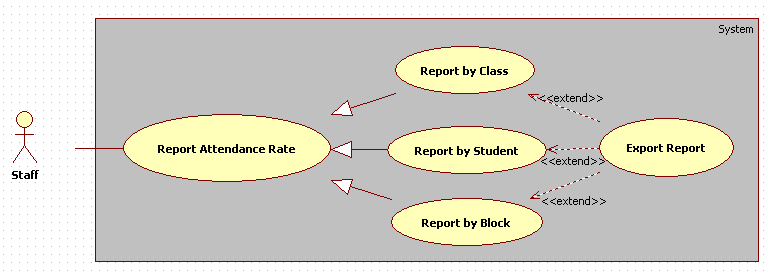 System
Report by Class
<<extend>>
Report Attendance Rate
Report by Student
Export Report
<<extend>>
Staff
<<extend>>
Report by Block